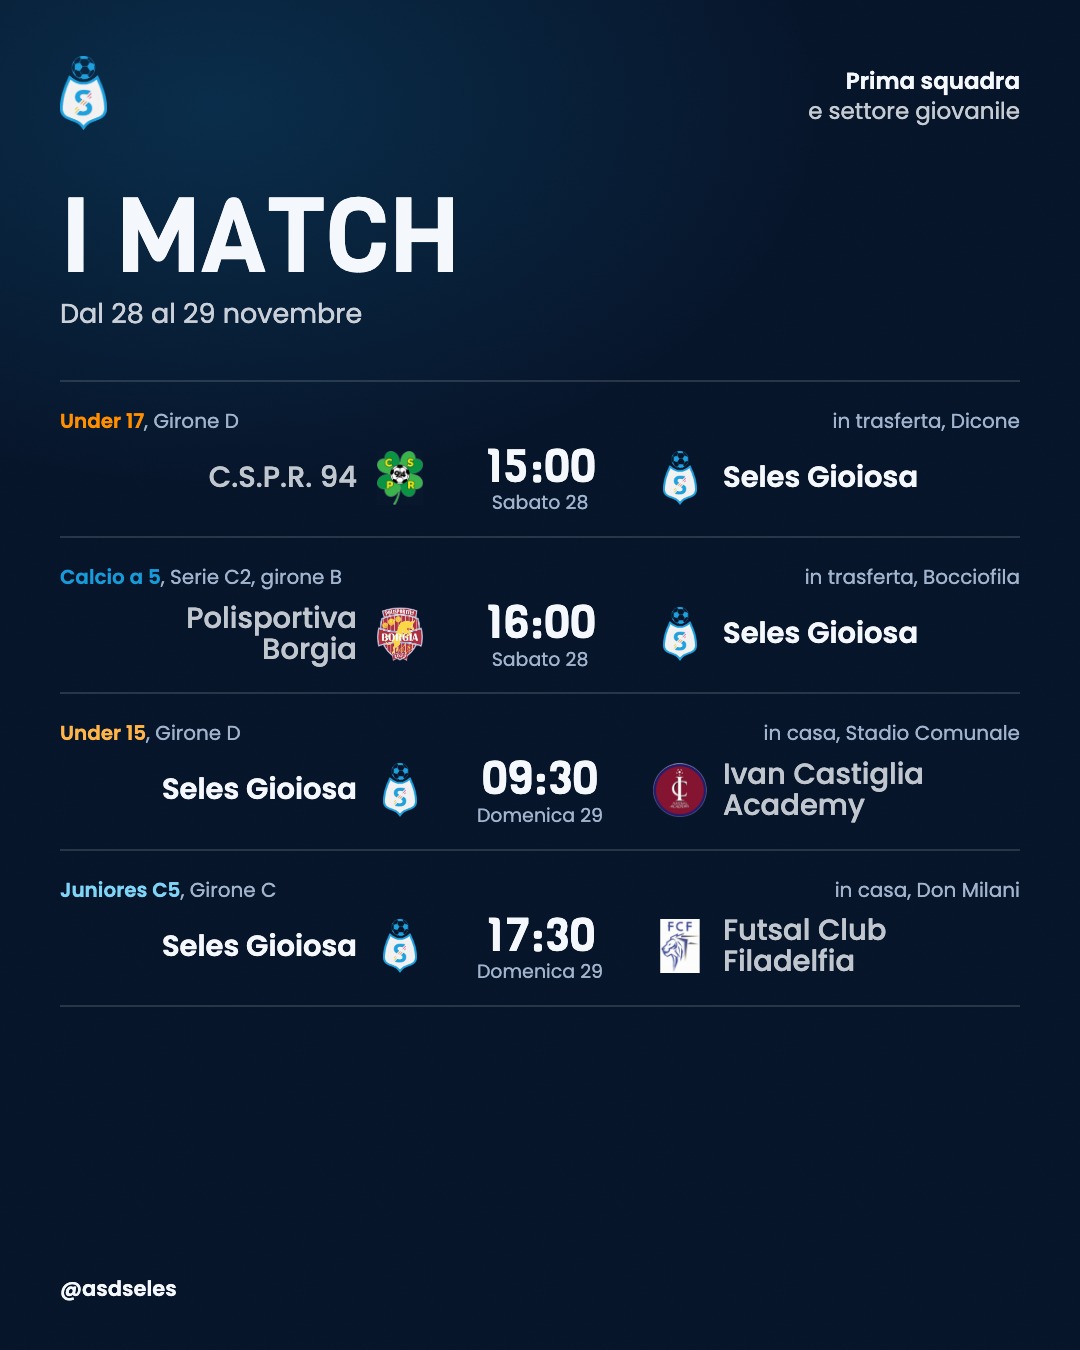 Prima squadra
e settore giovanile
I MATCH
Dal 28 al 29 novembre
Under 17, Girone D
in trasferta, Dicone
C.S.P.R. 94
C S
P R
15:00
Sabato 28
S
Seles Gioiosa
Calcio a 5, Serie C2, girone B
in trasferta, Bocciofila
Polisportiva
Borgia
BORGIA
16:00
Sabato 28
S
Seles Gioiosa
Under 15, Girone D
in casa, Stadio Comunale
Seles Gioiosa
S
09:30
Domenica 29
Ivan Castiglia
Academy
Juniores C5, Girone C
in casa, Don Milani
Seles Gioiosa
S
17:30
Domenica 29
FCF
Futsal Club
Filadelfia
@asdseles